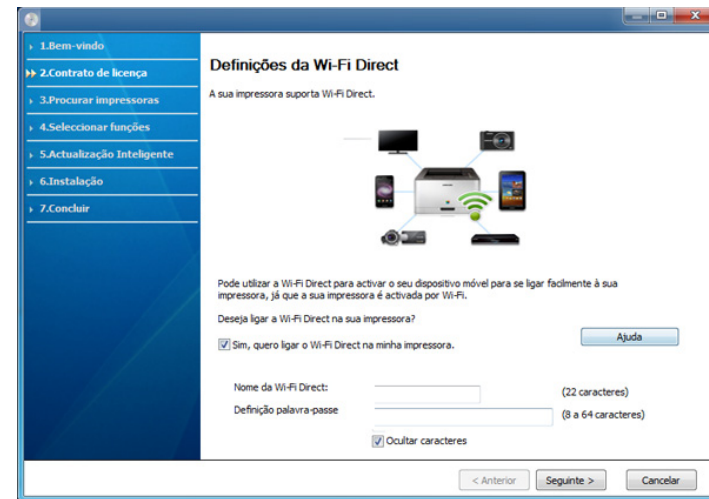 1.Bem-vindo
2.Contrato de licença
3.Procurar impressoras
4.Seleccionar funções
5.Actualização Inteligente
6.Instalação
7.Concluir
Definições da Wi-Fi Direct
A sua impressora suporta Wi-Fi Direct.
Pode utilizar a Wi-Fi Direct para activar o seu dispositivo móvel para se ligar facilmente à sua
impressora, já que a sua impressora é activada por Wi-Fi.
Deseja ligar a Wi-Fi Direct na sua impressora?
Ajuda
Sim, quero ligar o Wi-Fi Direct na minha impressora.
Nome da Wi-Fi Direct:
(22 caracteres)
Definição palavra-passe
(8 a 64 caracteres)
Ocultar caracteres
< Anterior
Seguinte >
Cancelar